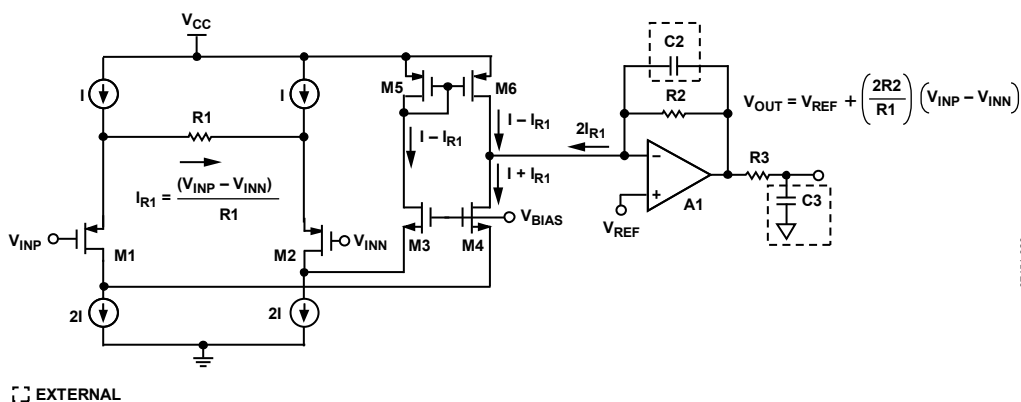 VCC
I
I
R1
IR1 = (VINP – VINN)
R1
VINP
M1
M2
VINN
2I
2I
M5
M6
I – IR1
I – IR1
I + IR1
M3
M4
VBIAS
2IR1
C2
R2
–
+
A1
VREF
R3
C3
VOUT = VREF + (2R2/R1) (VINP – VINN)
EXTERNAL